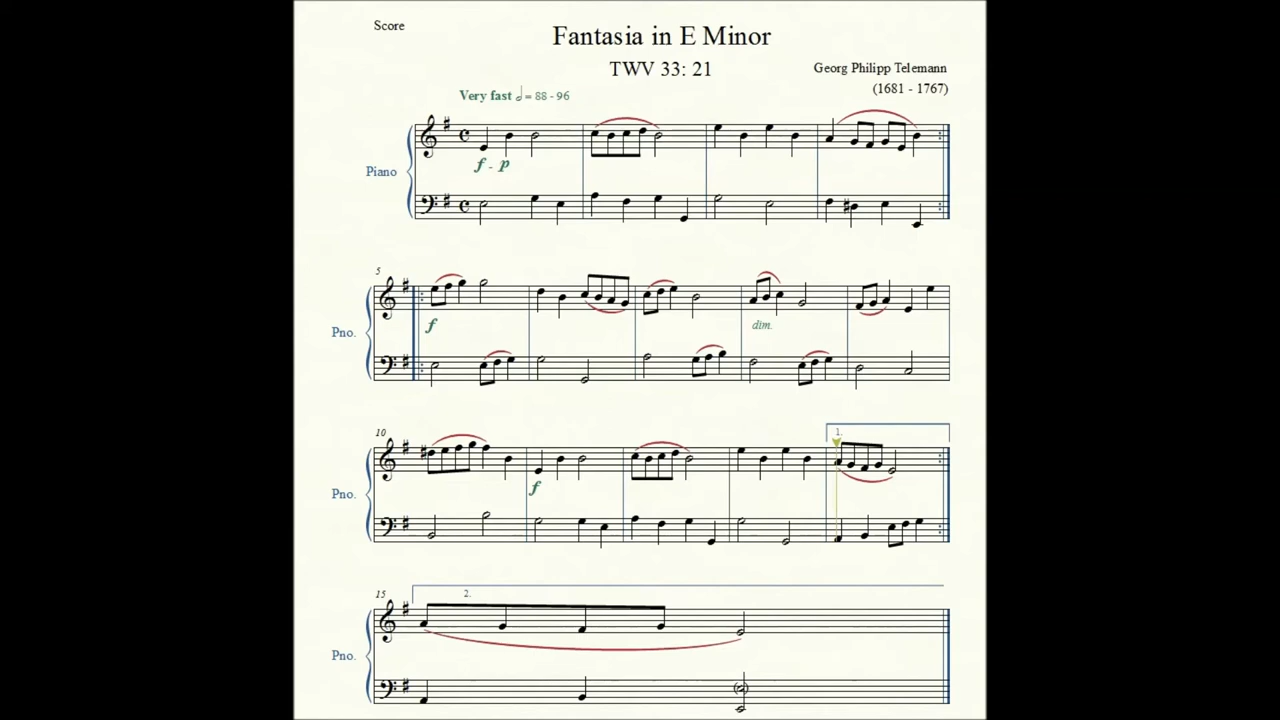 Score
Fantasia in E Minor
TWV 33: 21
Georg Philipp Telemann
(1681 - 1767)
Very fast = 88 - 96
Piano
f - p
5
Pno.
f
dim.
10
Pno.
f
1.
15
2.
Pno.